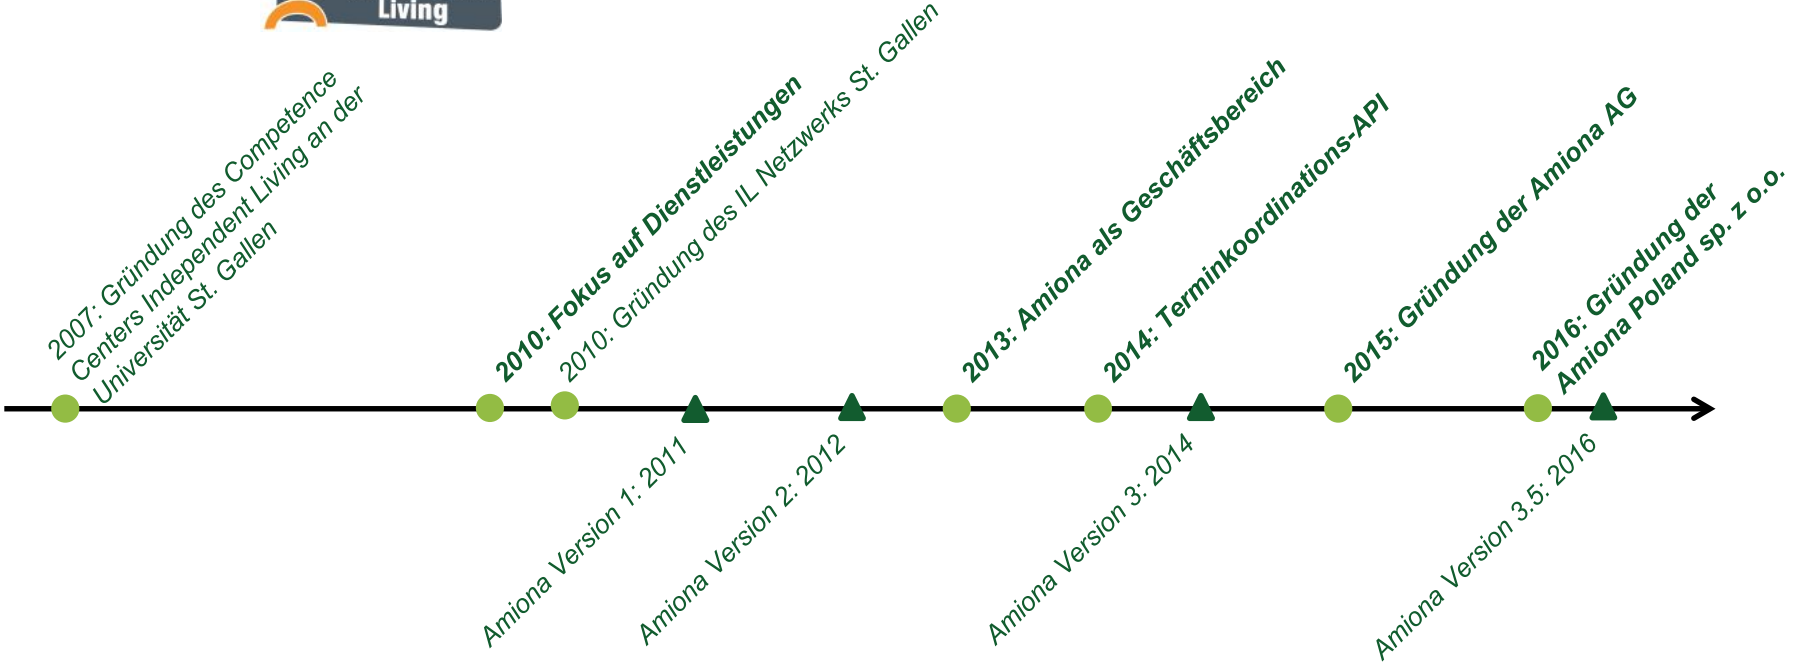 Living
2007: Gründung des Competence
Centers Independent Living an der
Universität St. Gallen
2010: Fokus auf Dienstleistungen
2010: Gründung des IL Netzwerks St. Gallen
2013: Amiona als Geschäftsbereich
2014: Terminkoordinations-API
2015: Gründung der Amiona AG
2016: Gründung der
Amiona Poland sp. z o.o.
Amiona Version 1: 2011
Amiona Version 2: 2012
Amiona Version 3: 2014
Amiona Version 3.5: 2016